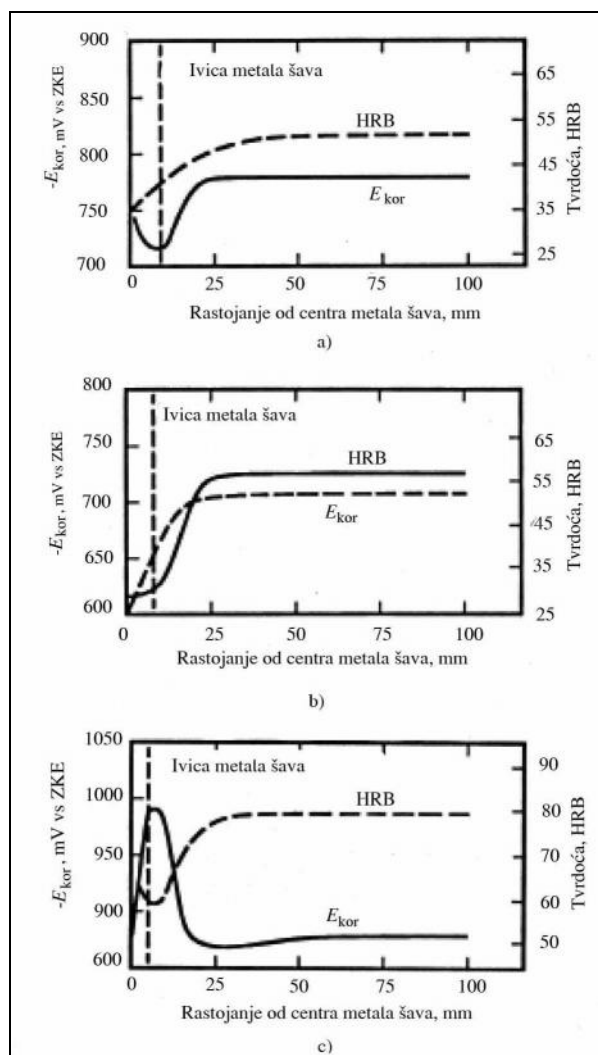 900
Ivica metala šava
65
850
-Ekor, mV vs ZKE
HRB
55
Tvrdoća, HRB
800
45
Ekor
750
35
25
700
0 25 50 75 100
Rastojanje od centra metala šava, mm
a)
800
Ivica metala šava
67
750
-Ekor, mV vs ZKE
HRB
57
Tvrdoća, HRB
700
Ekor
45
650
35
600
25
0 25 50 75 100
Rastojanje od centra metala šava, mm
b)
1050
Ivica metala šava
90
1000
-Ekor, mV vs ZKE
HRB
80
Tvrdoća, HRB
950
70
900
60
Ekor
50
600
0 25 50 75 100
Rastojanje od centra metala šava, mm
c)